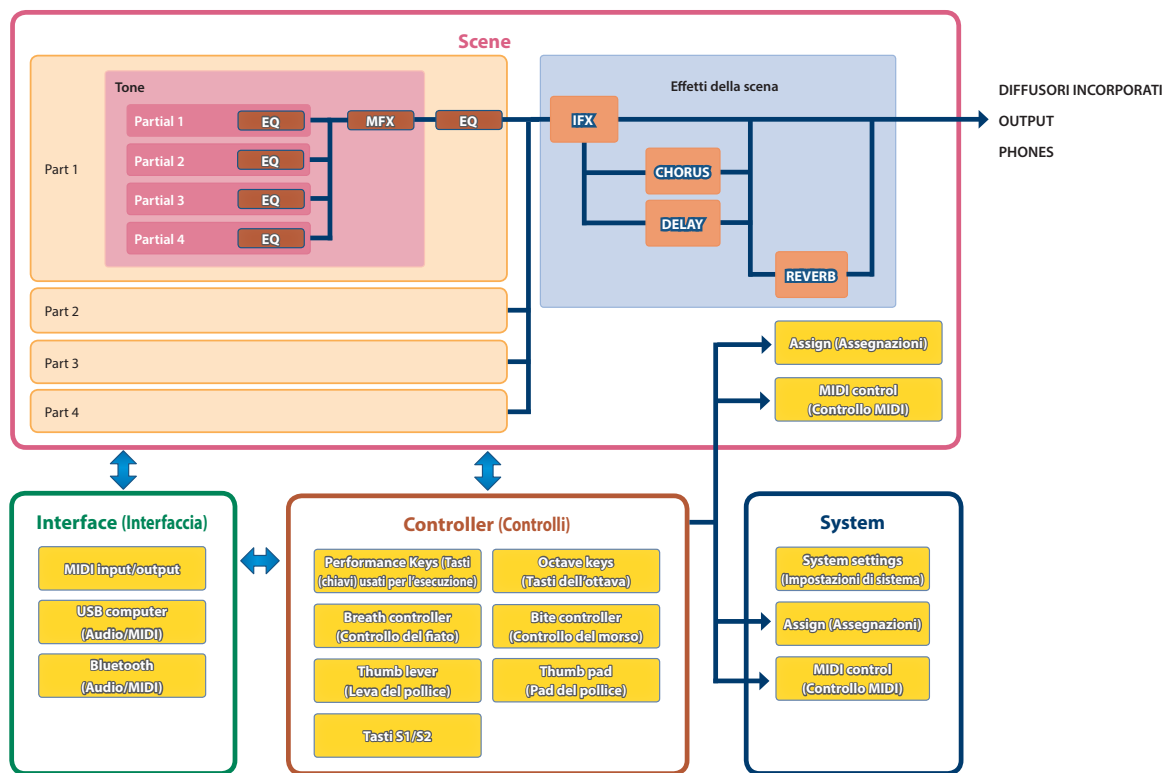 Scene
Tone
Effetti della scena
Part 1
Partial 1
EQ
MFX
EQ
Partial 2
EQ
Partial 3
EQ
Partial 4
EQ
IFX
CHORUS
DELAY
REVERB
DIFFUSORI INCORPORATI
OUTPUT
PHONES
Part 2
Part 3
Part 4
Assign (Assegnazioni)
MIDI control
(Controllo MIDI)
Interface (Interfaccia)
MIDI input/output
USB computer
(Audio/MIDI)
Bluetooth
(Audio/MIDI)
Controller (Controlli)
Performance Keys (Tasti
(chiavi) usati per l'esecuzione)
Octave keys
(Tasti dell'ottava)
Breath controller
(Controllo del fiato)
Bite controller
(Controllo del morso)
Thumb lever
(Leva del pollice)
Thumb pad
(Pad del pollice)
Tasti S1/S2
System
System settings
(Impostazioni di sistema)
Assign (Assegnazioni)
MIDI control
(Controllo MIDI)